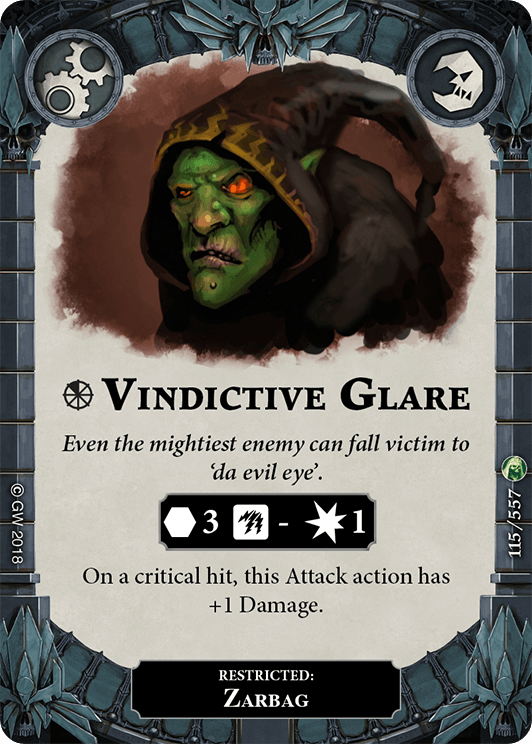 VINDICTIVE GLARE
Even the mightiest enemy can fall victim to
‘da evil eye’.
3 - 1
On a critical hit, this Attack action has
+1 Damage.
RESTRICTED:
ZARBAG
© GW 2018
115/557